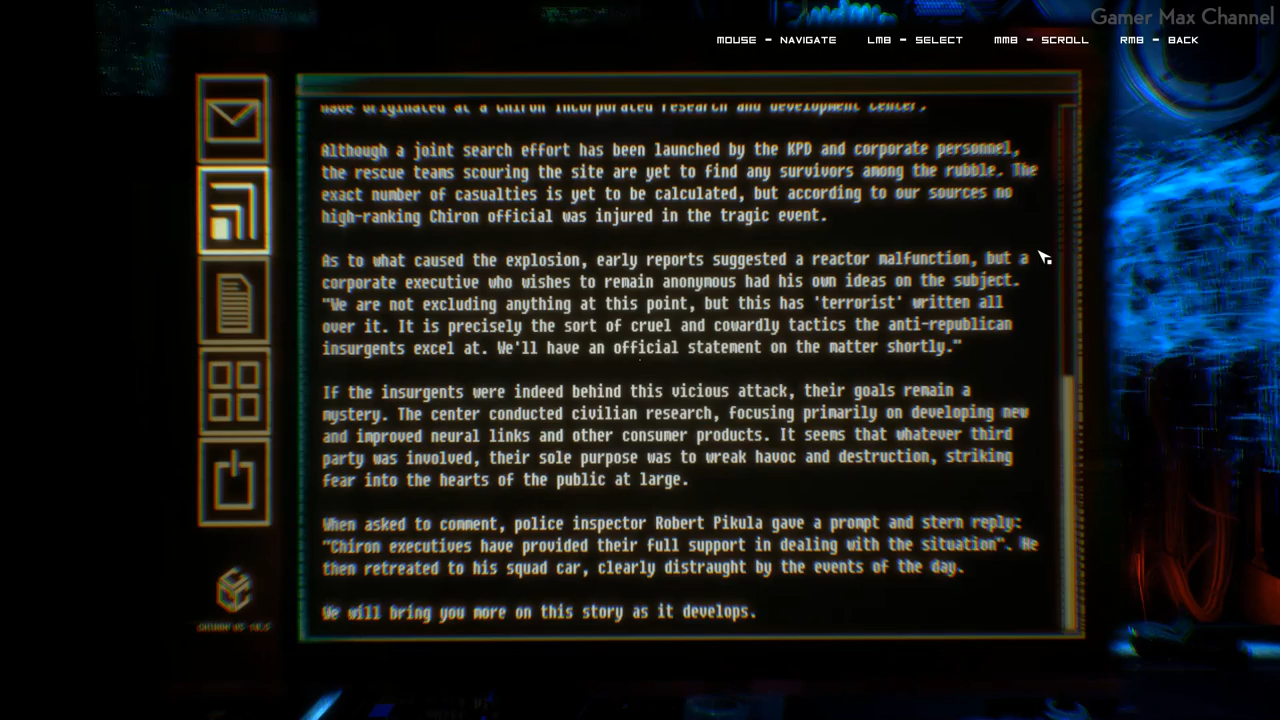 Gamer Max Channel
MOUSE - NAVIGATE LMB - SELECT MMB - SCROLL RMB - BACK
have originated at a Chiron Incorporated research and development center.
Although a joint search effort has been launched by the KPD and corporate personnel,
the rescue teams scouring the site are yet to find any survivors among the rubble. The
exact number of casualties is yet to be calculated, but according to our sources no
high-ranking Chiron official was injured in the tragic event.
As to what caused the explosion, early reports suggested a reactor malfunction, but a
corporate executive who wishes to remain anonymous had his own ideas on the subject.
"We are not excluding anything at this point, but this has 'terrorist' written all
over it. It is precisely the sort of cruel and cowardly tactics the anti-republican
insurgents excel at. We'll have an official statement on the matter shortly."
If the insurgents were indeed behind this vicious attack, their goals remain a
mystery. The center conducted civilian research, focusing primarily on developing new
and improved neural links and other consumer products. It seems that whatever third
party was involved, their sole purpose was to wreak havoc and destruction, striking
fear into the hearts of the public at large.
When asked to comment, police inspector Robert Pikula gave a prompt and stern reply:
"Chiron executives have provided their full support in dealing with the situation". He
then retreated to his squad car, clearly distraught by the events of the day.
We will bring you more on this story as it develops.